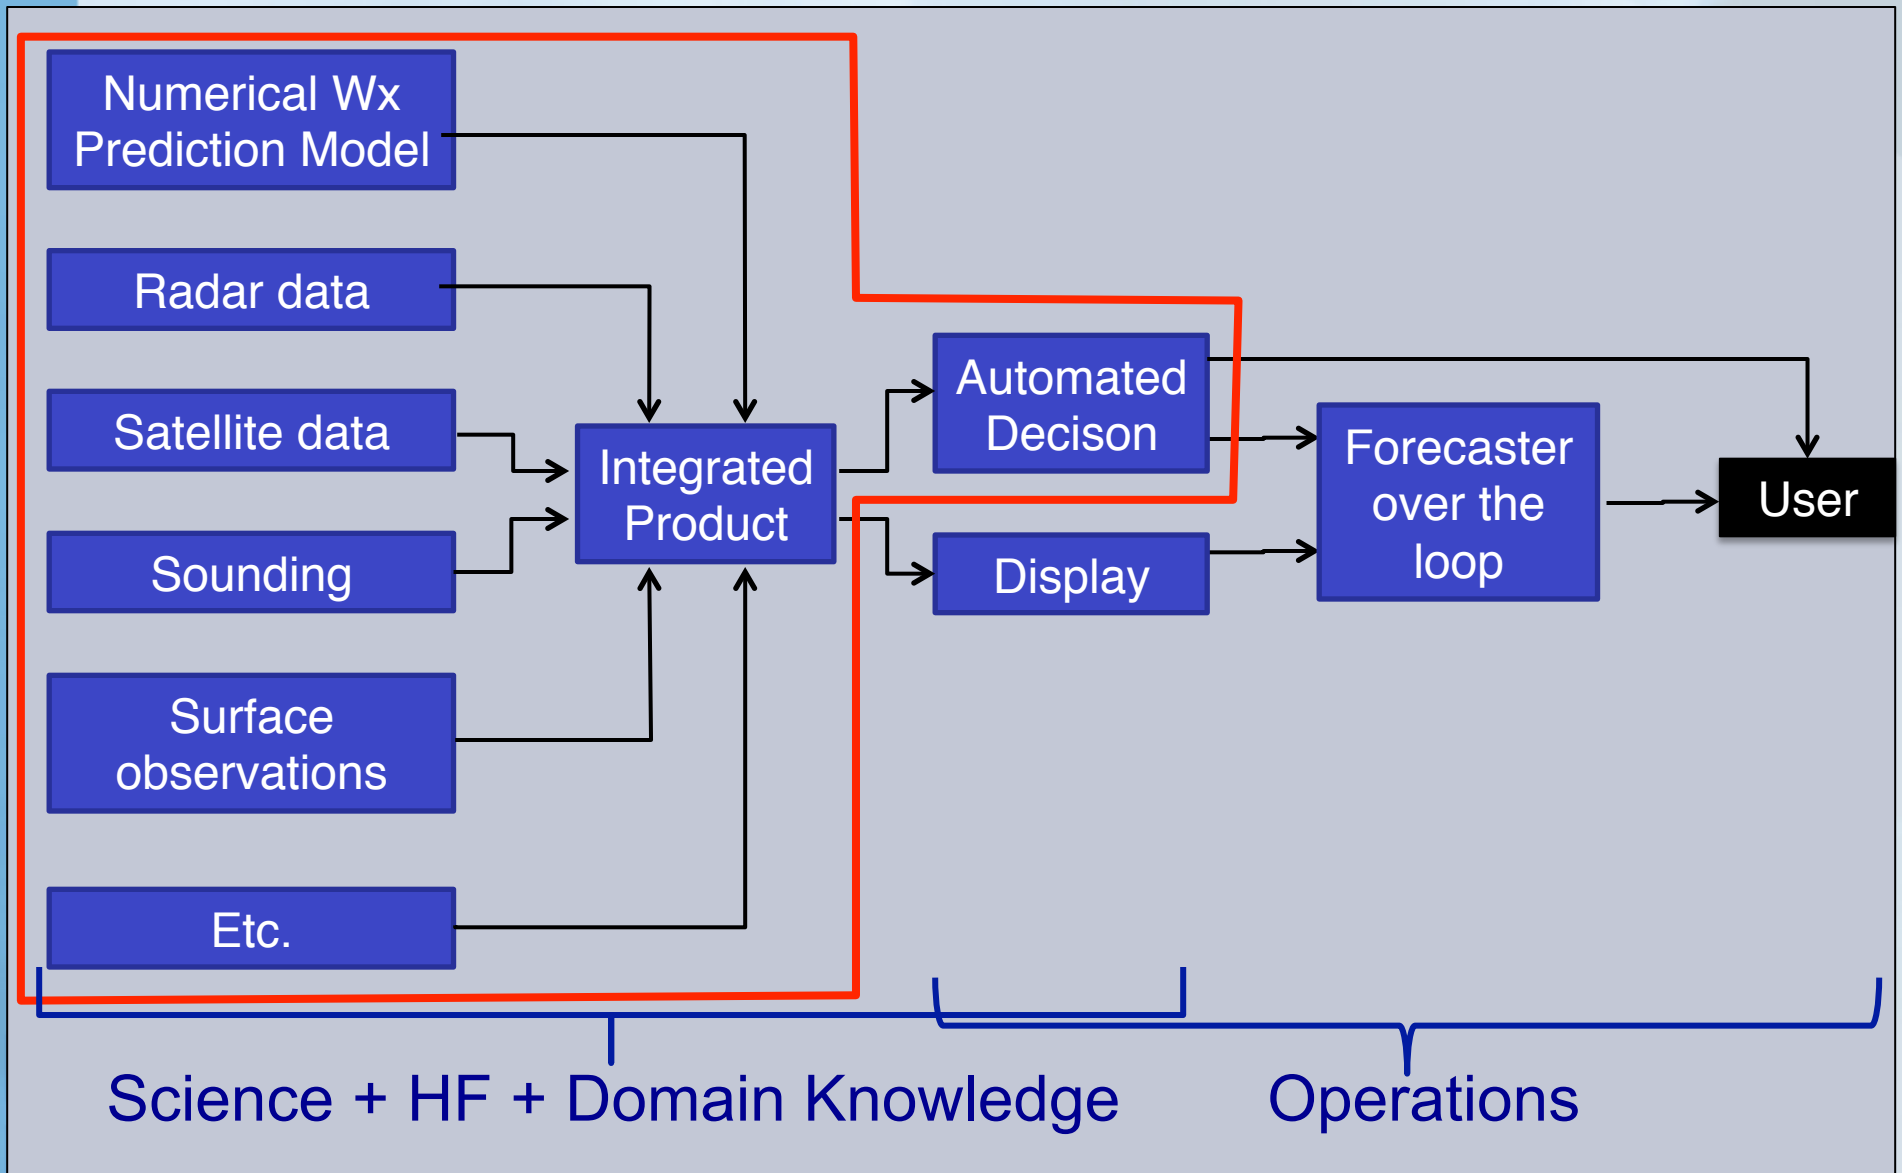 Numerical Wx
Prediction Model
Radar data
Satellite data
Sounding
Surface
observations
Etc.
Integrated
Product
Automated
Decison
Display
Forecaster
over the
loop
User
Science + HF + Domain Knowledge
Operations